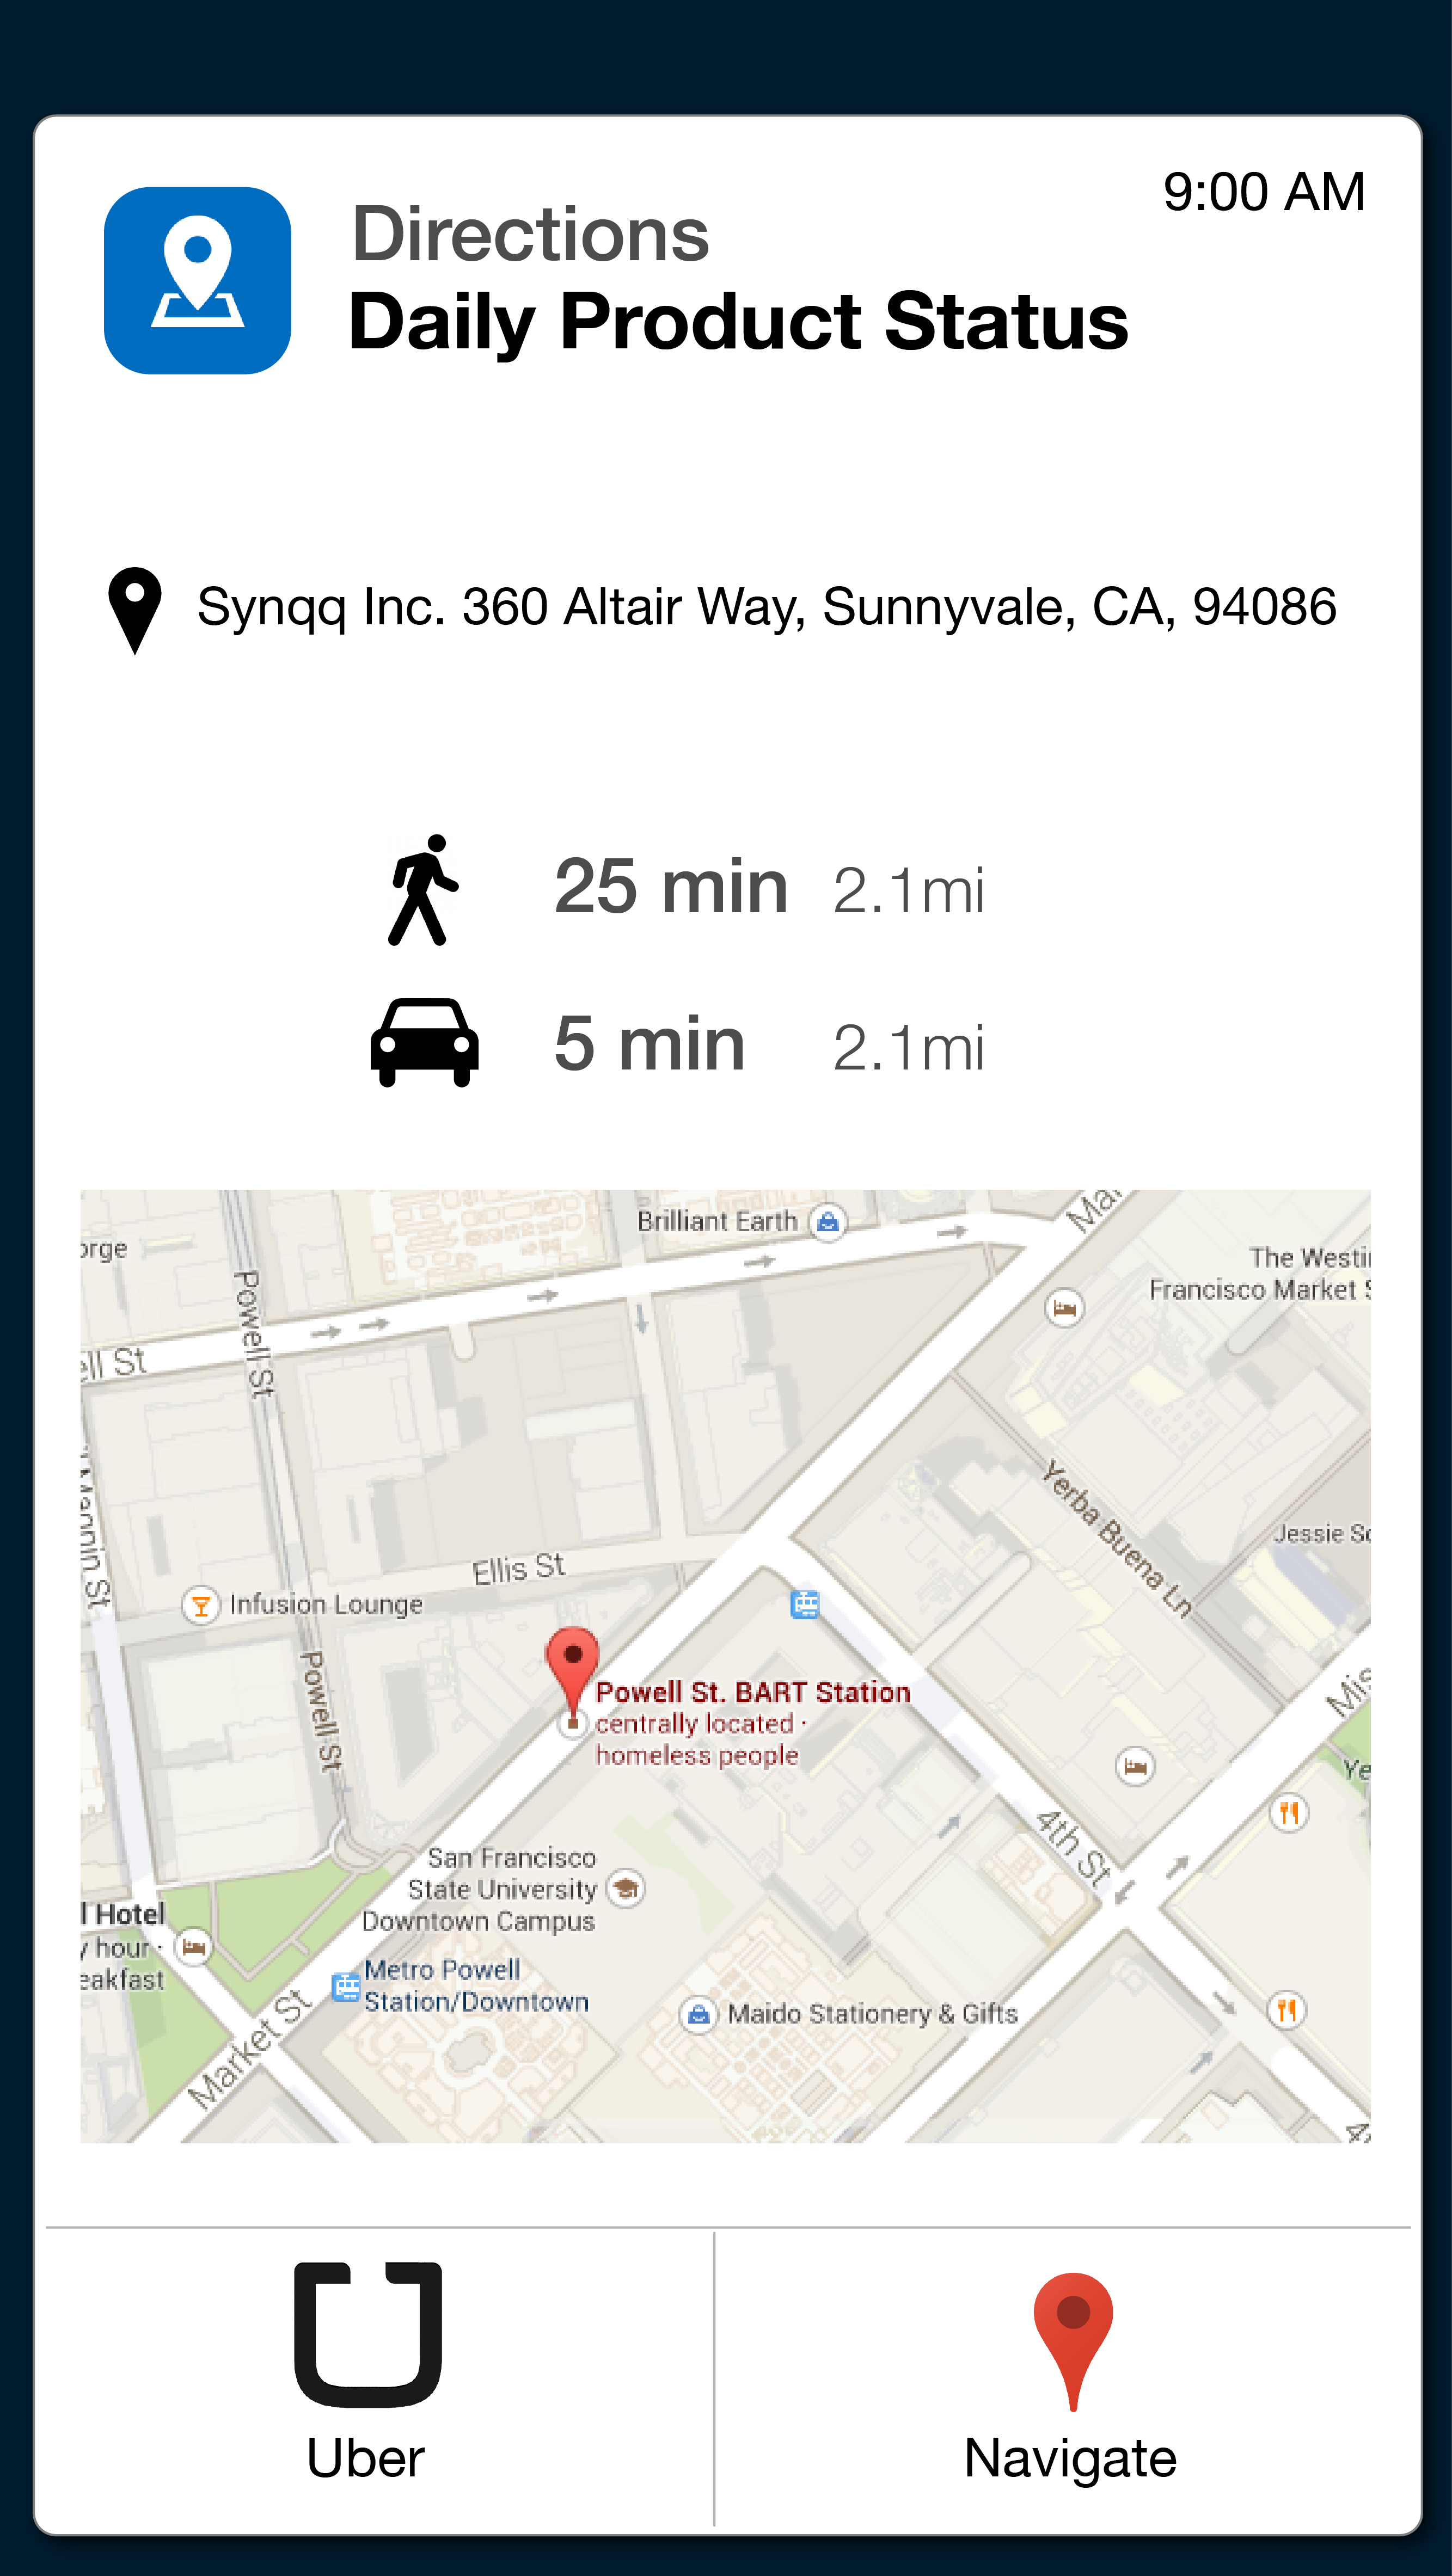 9:00 AM
Directions
Daily Product Status
Synqq Inc. 360 Altair Way, Sunnyvale, CA, 94086
25 min 2.1mi
5 min 2.1mi
Brilliant Earth
Mar
orge
The Westi
Francisco Market S
Powell St
ell St
Jessie Sq
Yerba Buena Ln
Ellis St
Infusion Lounge
Powell St
Powell St. BART Station
centrally located ·
homeless people
Mis
Ye
4th St
San Francisco
State University
Downtown Campus
l Hotel
y hour ·
eakfast
Metro Powell
Station/Downtown
Maido Stationery & Gifts
Market St
Uber
Navigate